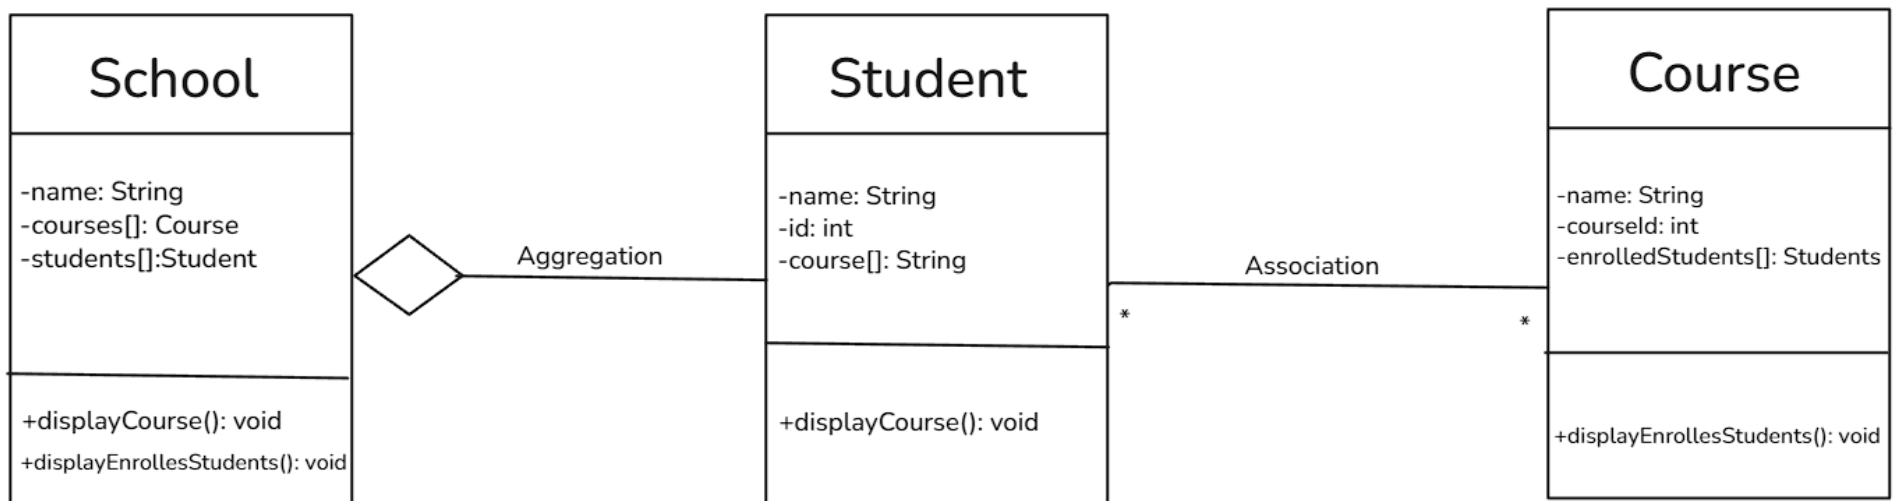 School
-name: String
-courses[]: Course
-students[]:Student
+displayCourse(): void
+displayEnrollesStudents(): void
Aggregation
Student
-name: String
-id: int
-course[]: String
+displayCourse(): void
Association
*
*
Course
-name: String
-courseId: int
-enrolledStudents[]: Students
+displayEnrollesStudents(): void